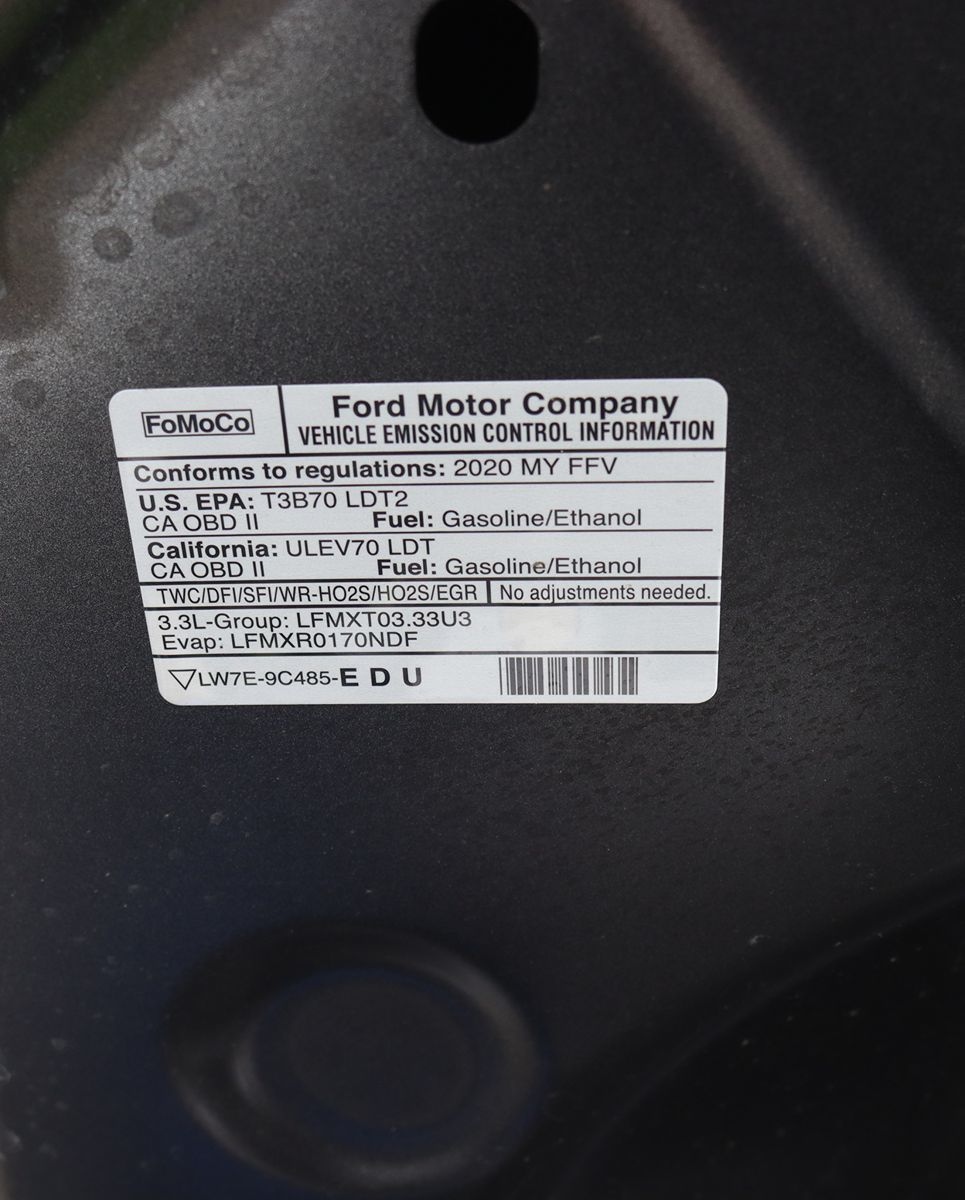 FoMoCo
Ford Motor Company
VEHICLE EMISSION CONTROL INFORMATION
Conforms to regulations: 2020 MY FFV
U.S. EPA: T3B70 LDT2
CA OBD II Fuel: Gasoline/Ethanol
California: ULEV70 LDT
CA OBD II Fuel: Gasoline/Ethanol
TWC/DFI/SFI/WR-HO2S/HO2S/EGR No adjustments needed.
3.3L-Group: LFMXT03.33U3
Evap: LFMXR0170NDF
LW7E-9C485-E D U